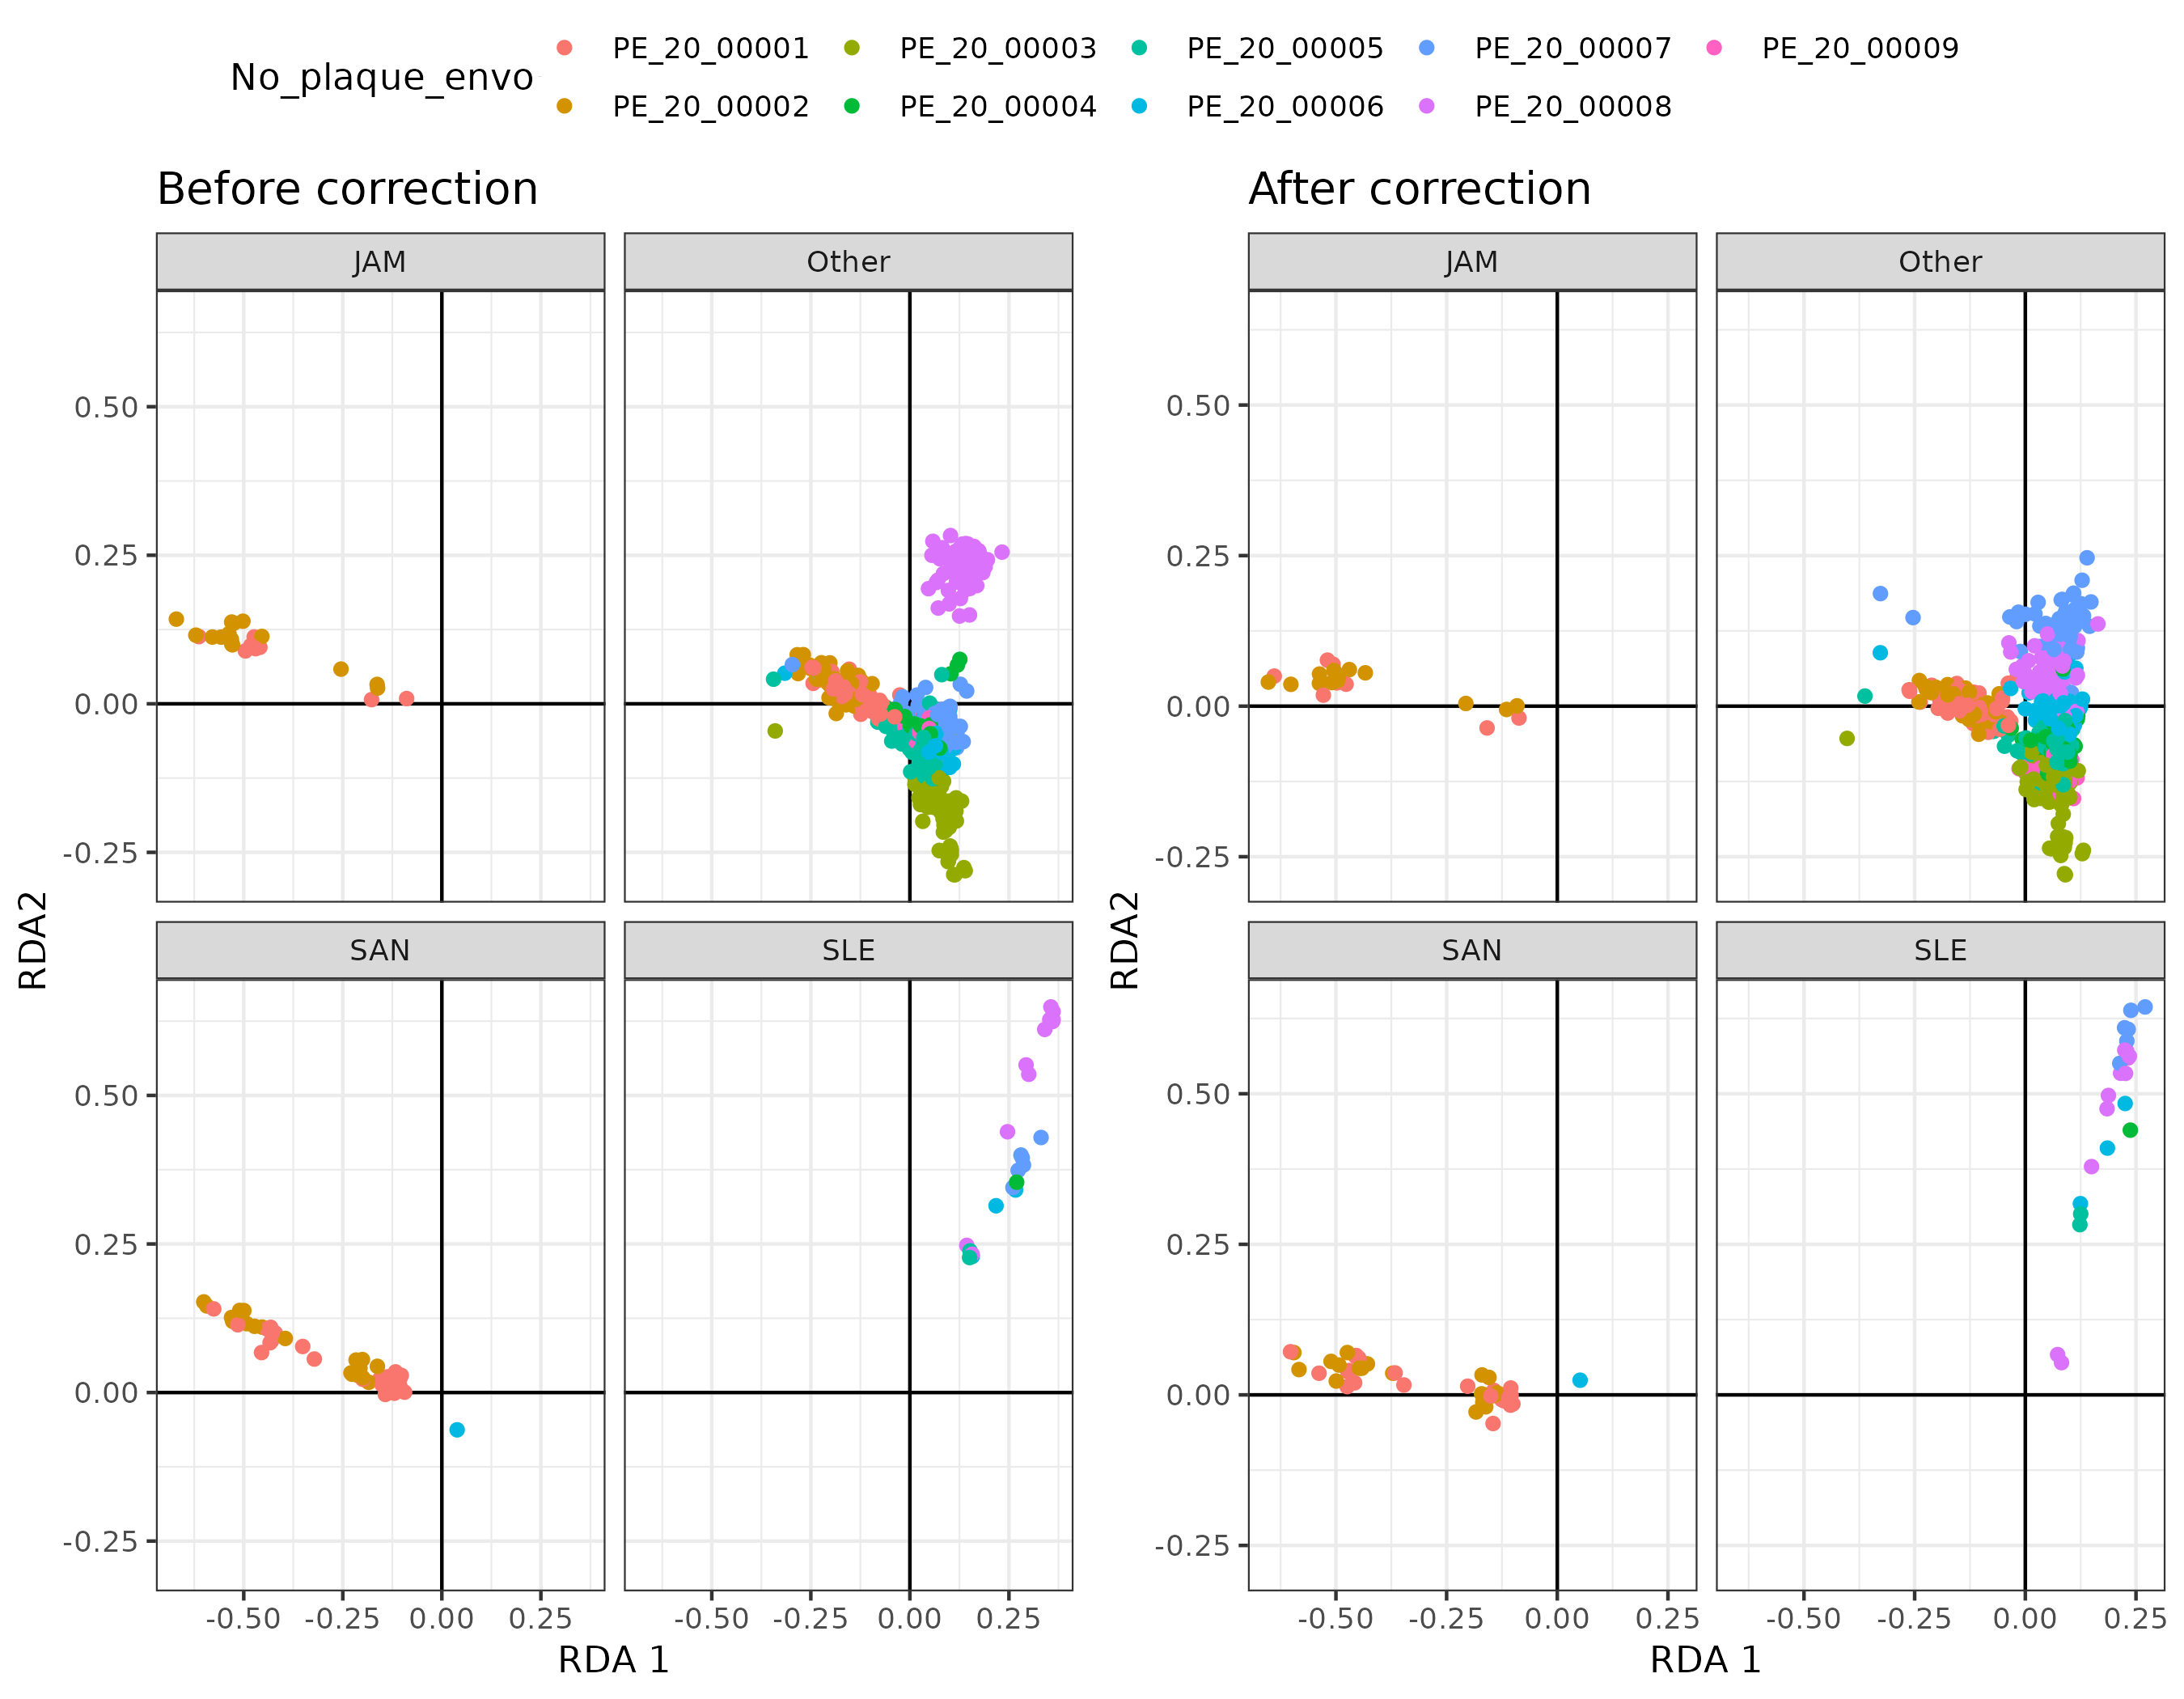 No_plaque_envo
PE_20_00001 PE_20_00003 PE_20_00005 PE_20_00007 PE_20_00009
PE_20_00002 PE_20_00004 PE_20_00006 PE_20_00008
Before correction
JAM Other
0.50
0.25
0.00
-0.25
SAN SLE
0.50
0.25
0.00
-0.25
-0.50 -0.25 0.00 0.25 -0.50 -0.25 0.00 0.25
RDA 1
RDA2
After correction
JAM Other
0.50
0.25
0.00
-0.25
SAN SLE
0.50
0.25
0.00
-0.25
-0.50 -0.25 0.00 0.25 -0.50 -0.25 0.00 0.25
RDA 1
RDA2